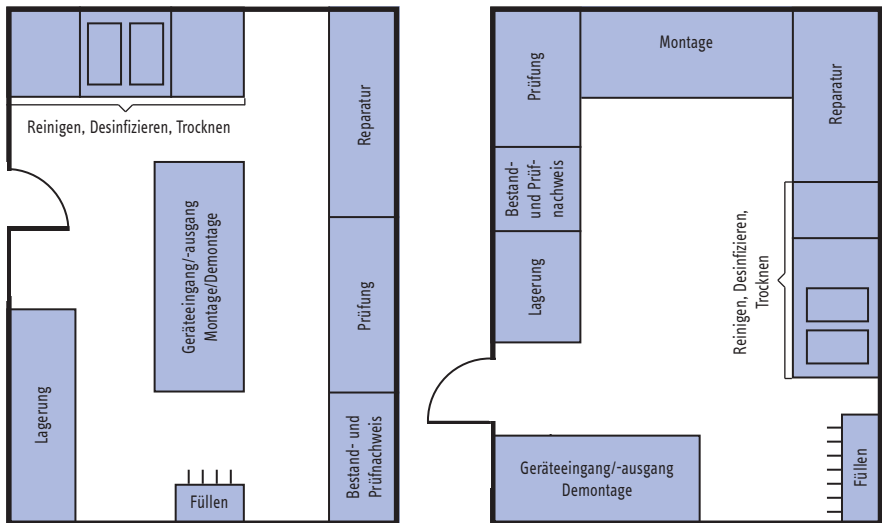 Reinigen, Desinfizieren, Trocknen
Reparatur
Geräteeingang/-ausgang
Montage/Demontage
Prüfung
Lagerung
Bestand- und
Prüfnachweis
Füllen
Montage
Prüfung
Reparatur
Bestand-
und Prüf-
nachweis
Lagerung
Reinigen, Desinfizieren,
Trocknen
Geräteeingang/-ausgang
Demontage
Füllen